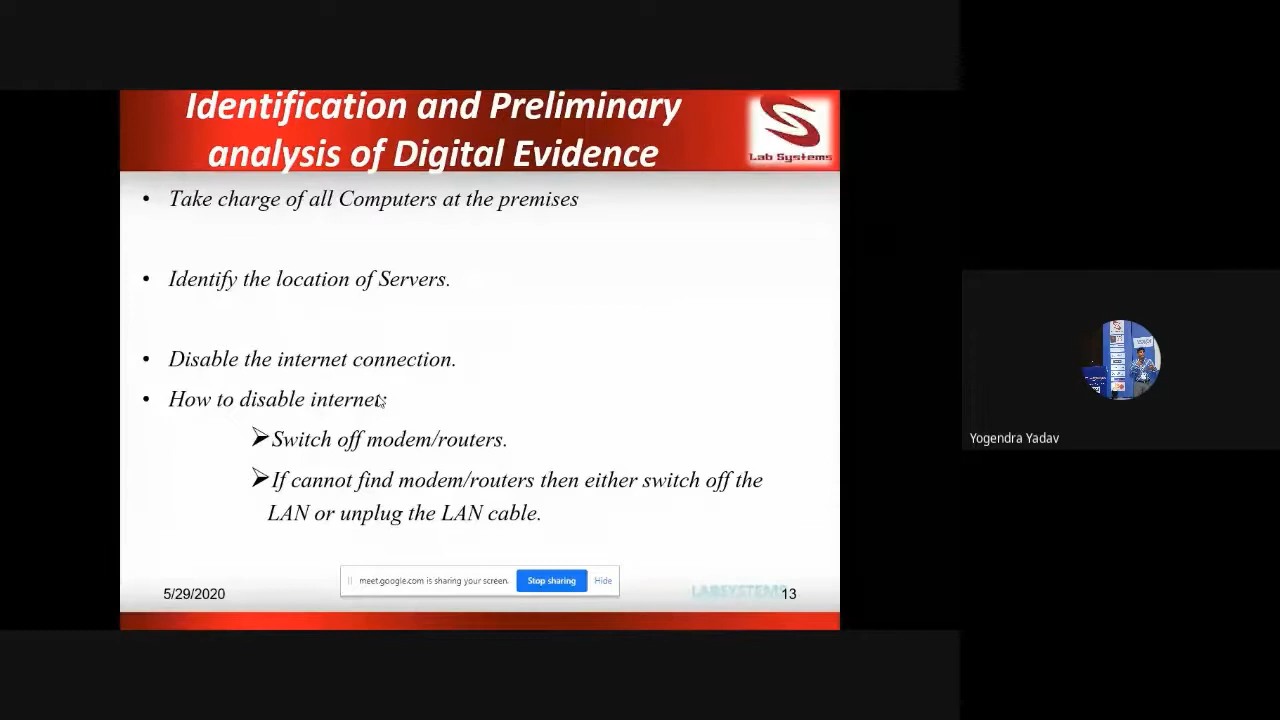 Identification and Preliminary
analysis of Digital Evidence
Lab Systems
• Take charge of all Computers at the premises
• Identify the location of Servers.
• Disable the internet connection.
• How to disable internet:
➢Switch off modem/routers.
➢If cannot find modem/routers then either switch off the
LAN or unplug the LAN cable.
meet.google.com is sharing your screen.
Stop sharing
Hide
5/29/2020
LABSYSTEMS
13
Yogendra Yadav